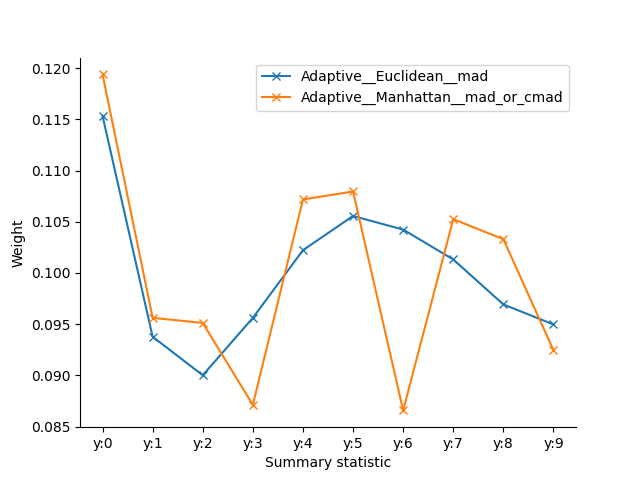 Adaptive__Euclidean__mad
Adaptive__Manhattan__mad_or_cmad
0.120
0.115
0.110
0.105
0.100
0.095
0.090
0.085
Weight
y:0 y:1 y:2 y:3 y:4 y:5 y:6 y:7 y:8 y:9
Summary statistic